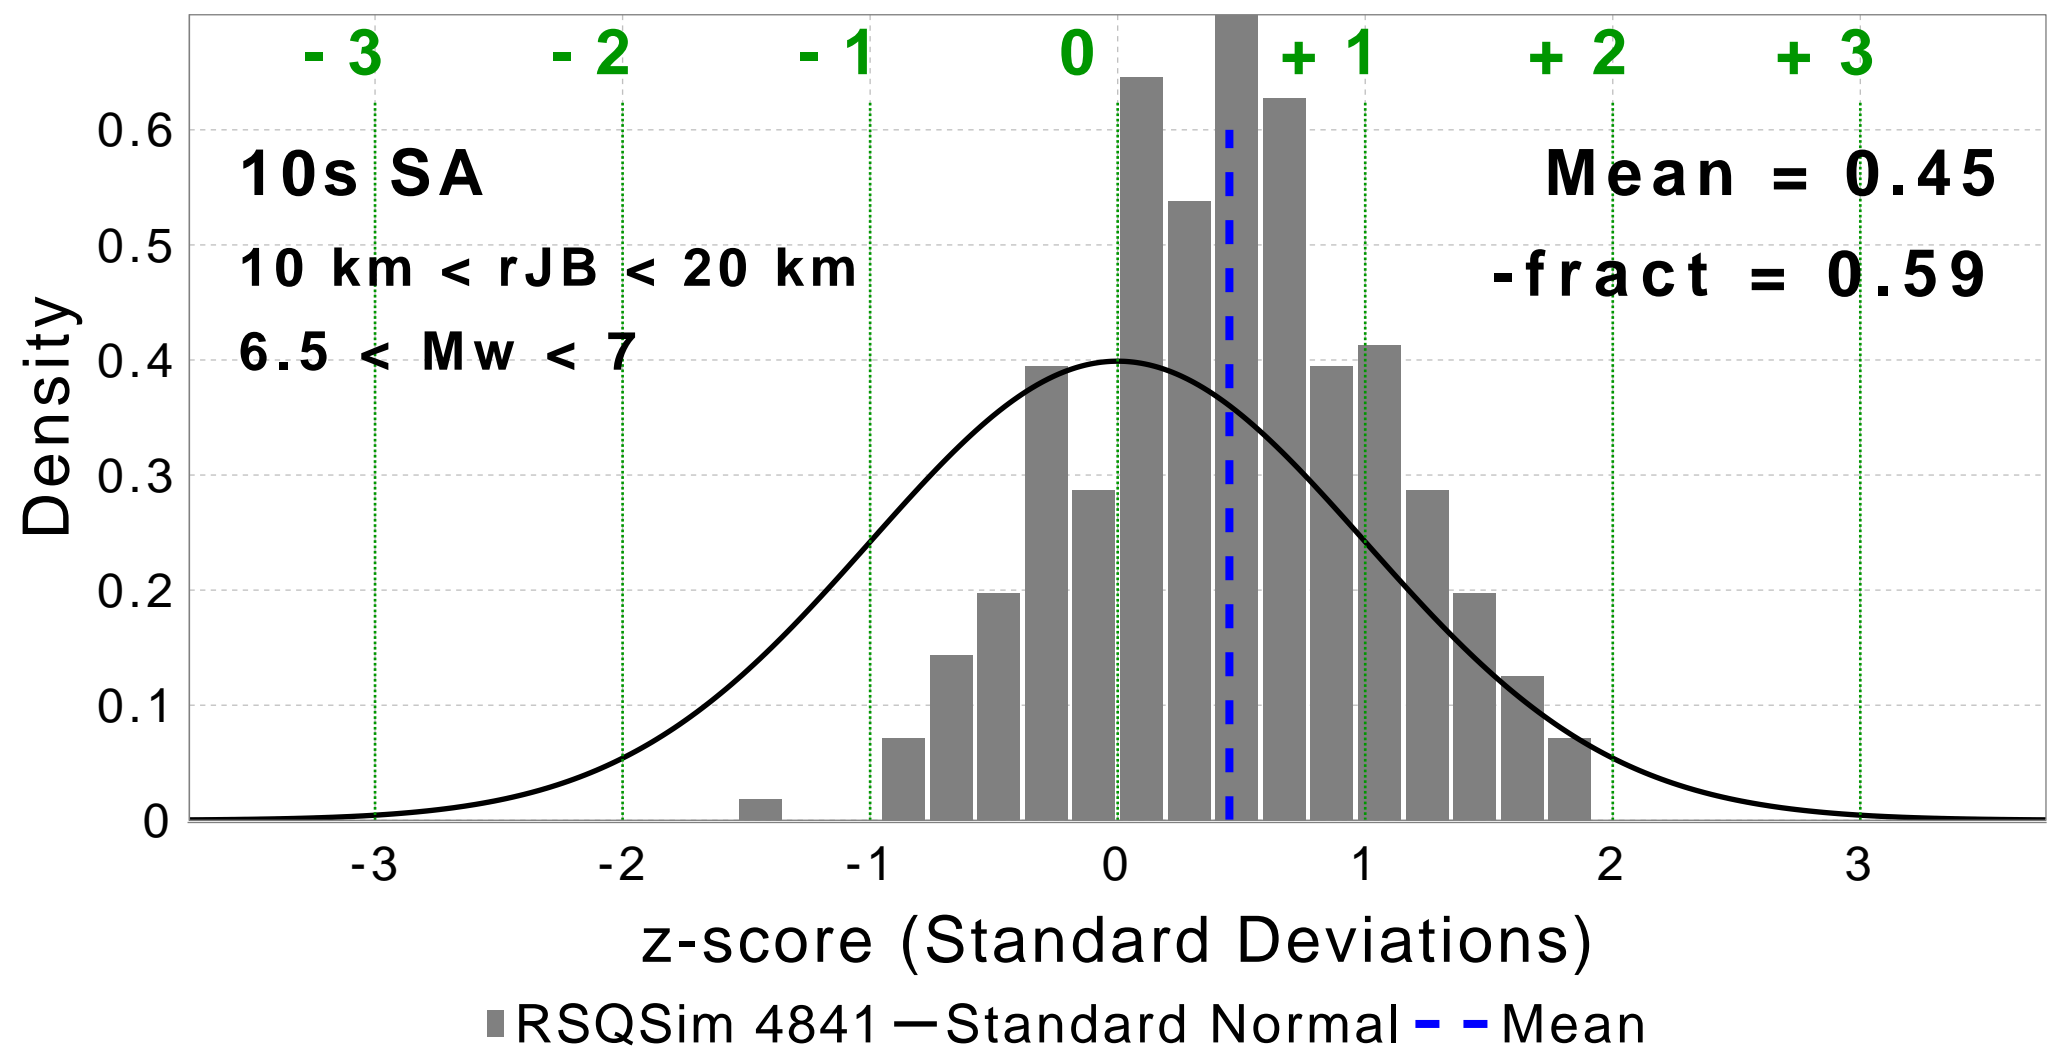 - 3 - 2 - 1 0 + 1 + 2 + 3
10s SA
Mean = 0.45
10 km < rJB < 20 km
-fract = 0.59
6.5 < Mw < 7
Density
0.6
0.5
0.4
0.3
0.2
0.1
0
-3 -2 -1 0 1 2 3
z-score (Standard Deviations)
RSQSim 4841 Standard Normal Mean